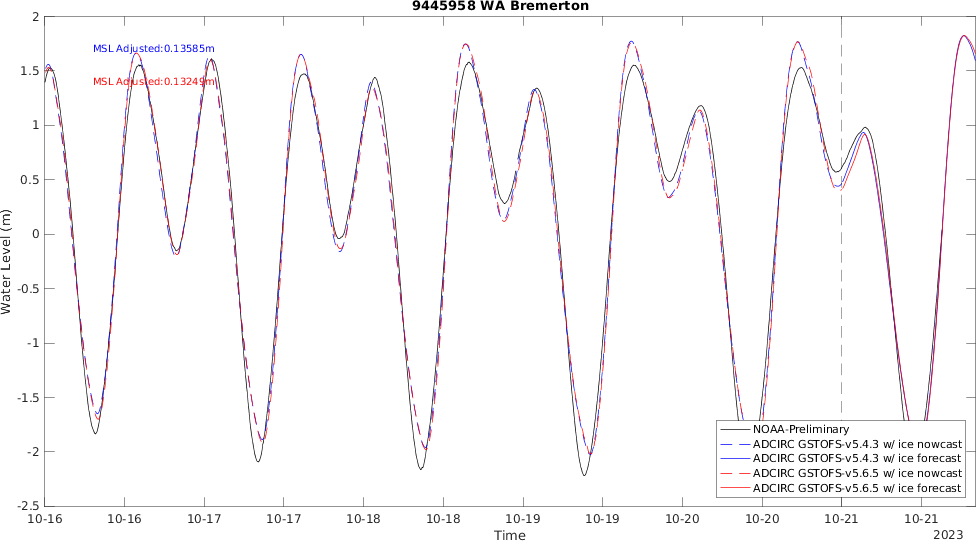 9445958 WA Bremerton
MSL Adjusted:0.13585m
MSL Adjusted:0.13249m
Water Level (m)
2
1.5
1
0.5
0
-0.5
-1
-1.5
-2
-2.5
NOAA-Preliminary
ADCIRC GSTOFS-v5.4.3 w/ ice nowcast
ADCIRC GSTOFS-v5.4.3 w/ ice forecast
ADCIRC GSTOFS-v5.6.5 w/ ice nowcast
ADCIRC GSTOFS-v5.6.5 w/ ice forecast
10-16 10-16 10-17 10-17 10-18 10-18 10-19 10-19 10-20 10-20 10-21 10-21
Time
2023